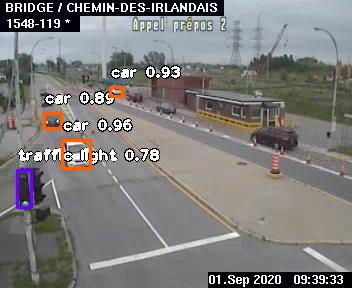 BRIDGE / CHEMIN-DES-IRLANDAIS
1548-119 *
Appel prépos 2
car 0.93
car 0.89
car 0.96
traffic light 0.78
01.Sep 2020 09:39:33